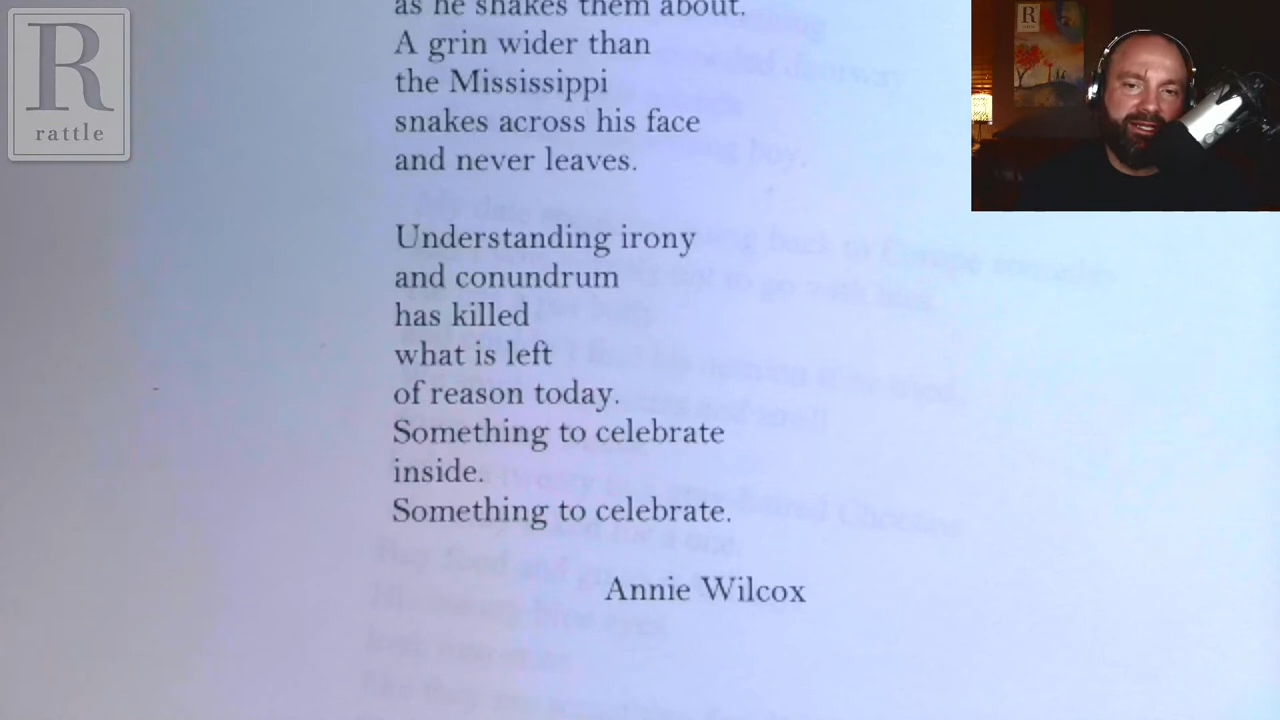 as he shakes them about.
A grin wider than
the Mississippi
snakes across his face
and never leaves.
Understanding irony
and conundrum
has killed
what is left
of reason today.
Something to celebrate
inside.
Something to celebrate.
Annie Wilcox
R
rattle